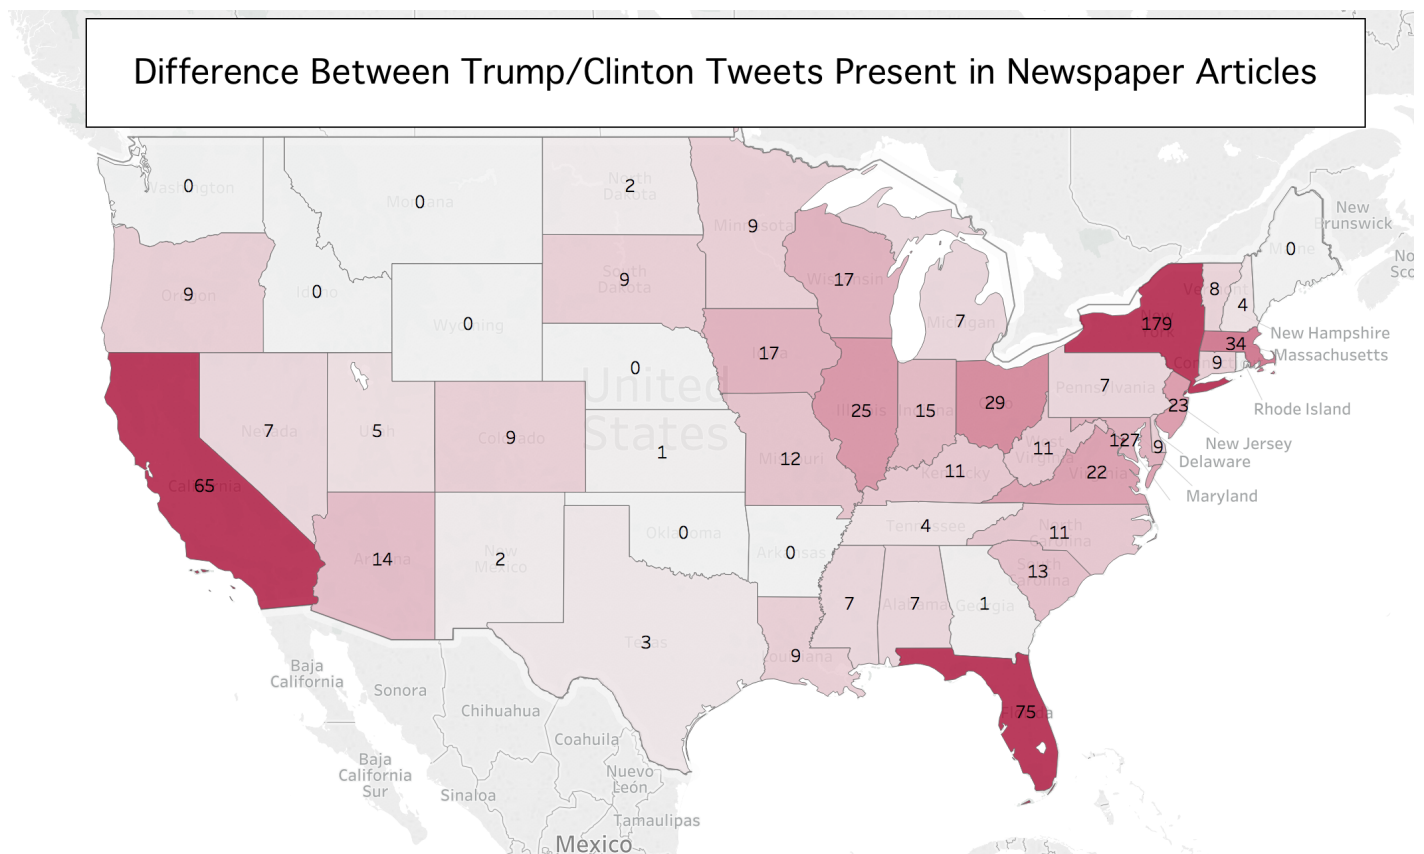 Difference Between Trump/Clinton Tweets Present in Newspaper Articles
Washington
0
Montana
0
North
Dakota
2
Minnesota
9
Maine
0
New
Brunswick
Oregon
9
Idaho
0
Wyoming
0
South
Dakota
9
Wisconsin
17
Michigan
7
New
York
179
Vermont
8
4
New Hampshire
34
Massachusetts
9
Rhode Island
Nevada
7
Utah
5
Colorado
9
0
United
States
17
Illinois
25
Indiana
15
29
Pennsylvania
7
23
New Jersey
Delaware
9
Maryland
127
California
65
1
Missouri
12
Kentucky
11
West
Virginia
11
Virginia
22
Arizona
14
New
Mexico
2
Oklahoma
0
Arkansas
0
Tennessee
4
North
Carolina
11
South
Carolina
13
Texas
3
Louisiana
9
7
Alabama
7
Georgia
1
Florida
75
Baja
California
Sonora
Chihuahua
Coahuila
Baja
California
Sur
Sinaloa
Nuevo
León
Tamaulipas
Mexico